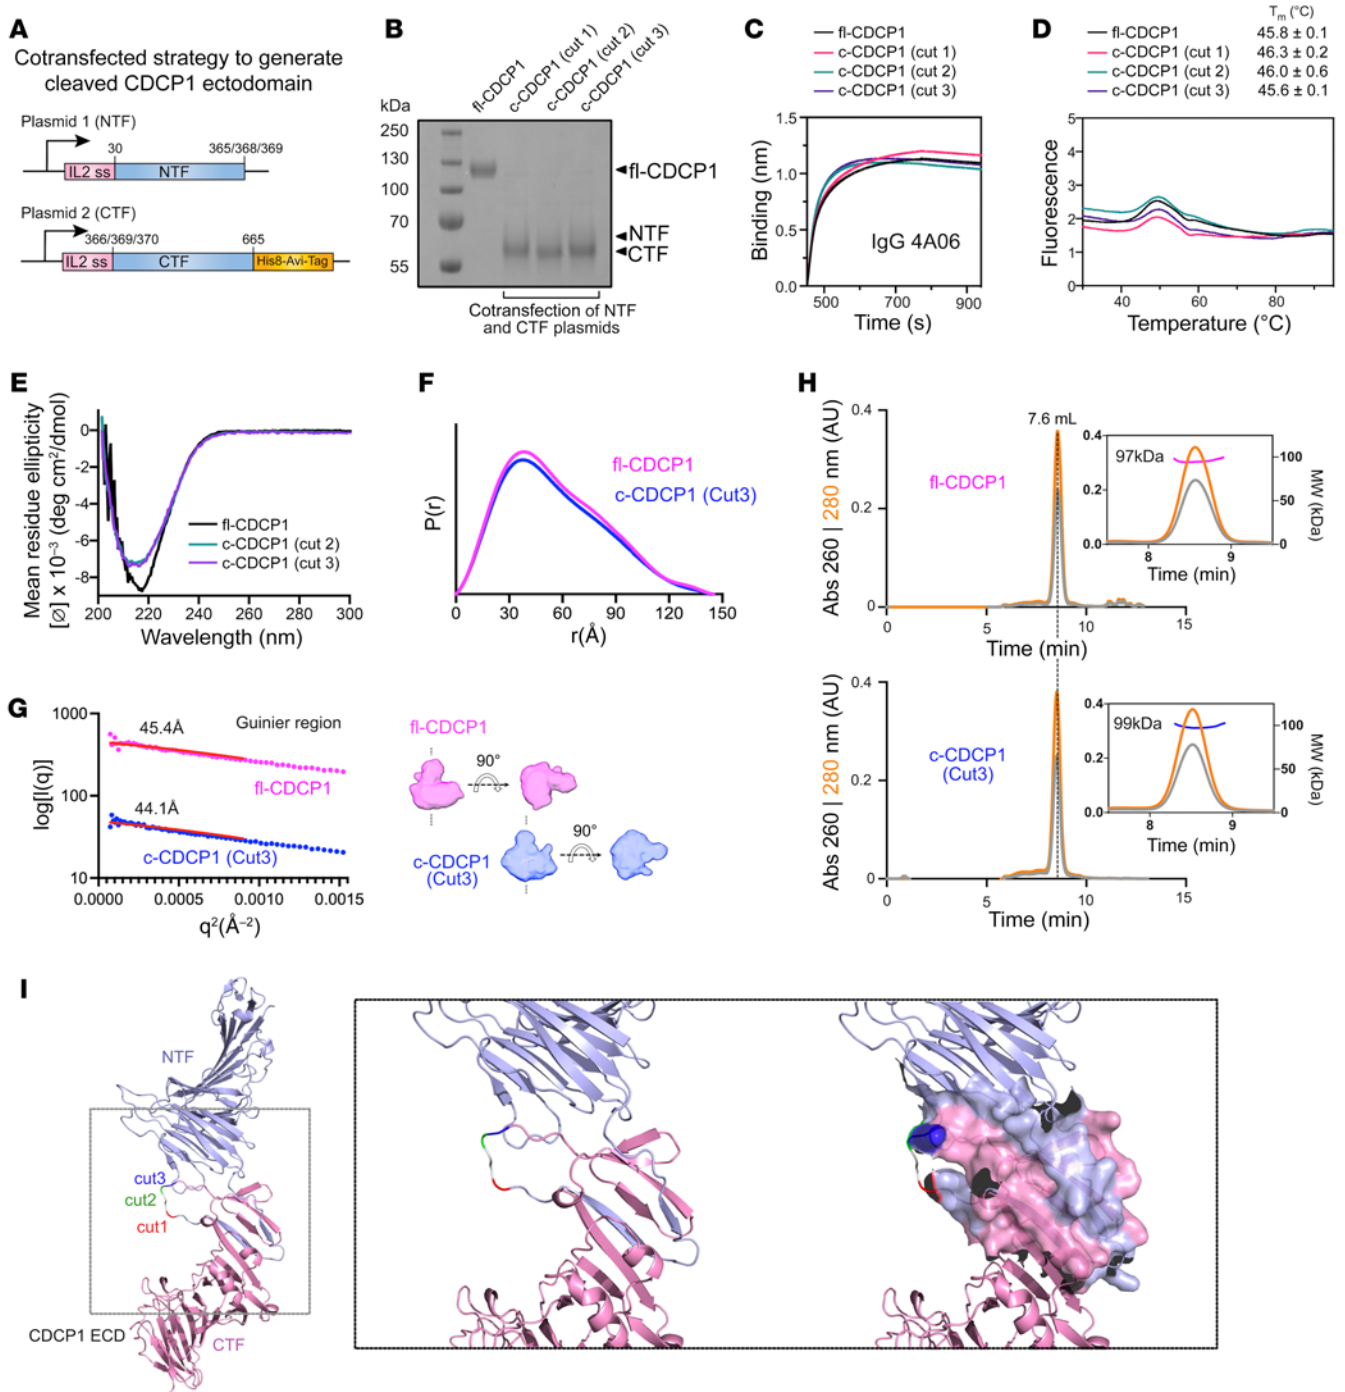 A
Cotransfected strategy to generate
cleaved CDCP1 ectodomain
Plasmid 1 (NTF)
30
365/368/369
IL2 ss
NTF
Plasmid 2 (CTF)
366/369/370
665
IL2 ss
CTF
His8-Avi-Tag
B
fl-CDCP1
c-CDCP1 (cut 1)
c-CDCP1 (cut 2)
c-CDCP1 (cut 3)
kDa
250
130
100
70
55
fl-CDCP1
NTF
CTF
Cotransfection of NTF
and CTF plasmids
C
fl-CDCP1
c-CDCP1 (cut 1)
c-CDCP1 (cut 2)
c-CDCP1 (cut 3)
Binding (nm)
1.5
1.0
0.5
0.0
IgG 4A06
500 700 900
Time (s)
D
Tm (°C)
fl-CDCP1 45.8 ± 0.1
c-CDCP1 (cut 1) 46.3 ± 0.2
c-CDCP1 (cut 2) 46.0 ± 0.6
c-CDCP1 (cut 3) 45.6 ± 0.1
Fluorescence
5
4
3
2
1
0
40 60 80
Temperature (°C)
E
Mean residue ellipticity
[∅] x 10⁻³ (deg cm²/dmol)
0
-2
-4
-6
-8
fl-CDCP1
c-CDCP1 (cut 2)
c-CDCP1 (cut 3)
200 220 240 260 280 300
Wavelength (nm)
F
P(r)
fl-CDCP1
c-CDCP1 (Cut3)
0 30 60 90 120 150
r(Å)
G
log[I(q)]
1000
100
10
45.4Å
Guinier region
fl-CDCP1
44.1Å
c-CDCP1 (Cut3)
0.0000 0.0005 0.0010 0.0015
q²(Å⁻²)
fl-CDCP1
90°
c-CDCP1
(Cut3)
90°
H
Abs 260 | 280 nm (AU)
0.4
0.2
0
7.6 mL
fl-CDCP1
0 5 10 15
Time (min)
0.4
0.2
0.0
97kDa
100
50
0
MW (kDa)
8 9
Time (min)
Abs 260 | 280 nm (AU)
0.4
0.2
0
c-CDCP1
(Cut3)
0 5 10 15
Time (min)
0.4
0.2
0.0
99kDa
100
50
0
MW (kDa)
8 9
Time (min)
I
NTF
cut3
cut2
cut1
CDCP1 ECD
CTF